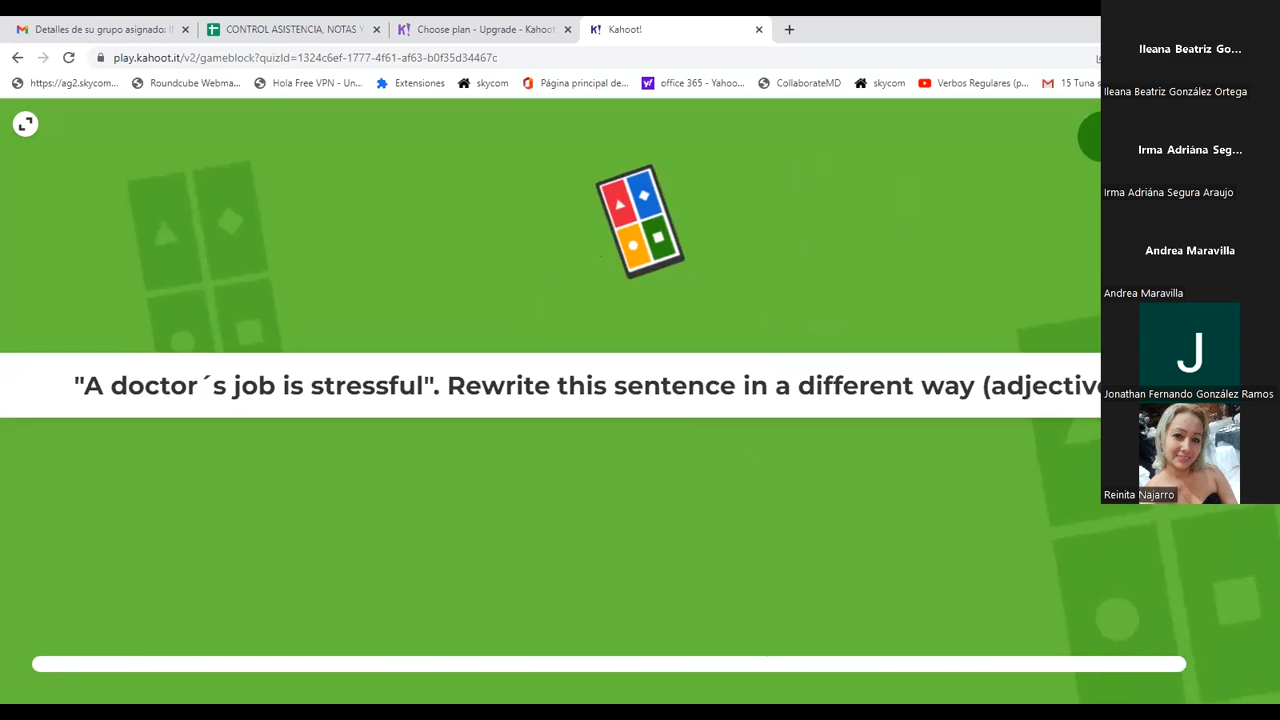 Detalles de su grupo asignado: I!
CONTROL ASISTENCIA, NOTAS Y
Choose plan - Upgrade - Kahoot
Kahoot!
play.kahoot.it/v2/gameblock?quizId=1324c6ef-1777-4f61-af63-b0f35d34467c
https://ag2.skycom...
Roundcube Webma...
Hola Free VPN - Un...
Extensiones
skycom
Página principal de...
office 365 - Yahoo...
CollaborateMD
skycom
Verbos Regulares (p...
15 Tuna s
"A doctor´s job is stressful". Rewrite this sentence in a different way (adjective
Ileana Beatriz Go...
Ileana Beatriz González Ortega
Irma Adriána Seg...
Irma Adriána Segura Araujo
Andrea Maravilla
Andrea Maravilla
J
Jonathan Fernando González Ramos
Reinita Najarro